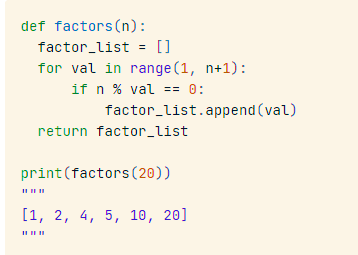 def factors(n):
  factor_list = []
  for val in range(1, n+1):
      if n % val == 0:
          factor_list.append(val)
  return factor_list

print(factors(20))
"""
[1, 2, 4, 5, 10, 20]
"""